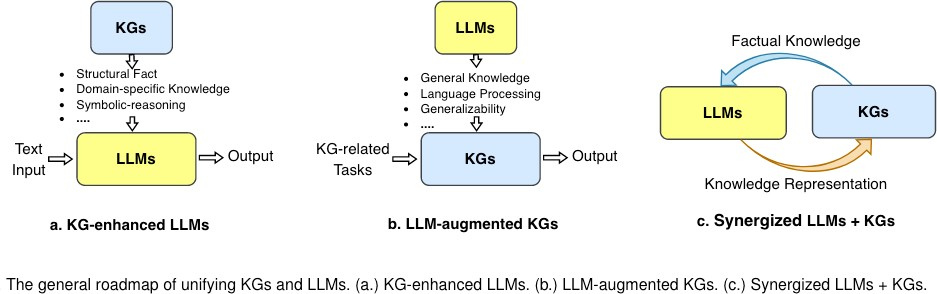 KGs
• Structural Fact
• Domain-specific Knowledge
• Symbolic-reasoning
• ....
Text
Input
LLMs
Output
a. KG-enhanced LLMs
LLMs
• General Knowledge
• Language Processing
• Generalizability
• ....
KG-related
Tasks
KGs
Output
b. LLM-augmented KGs
Factual Knowledge
LLMs
KGs
Knowledge Representation
c. Synergized LLMs + KGs
The general roadmap of unifying KGs and LLMs. (a.) KG-enhanced LLMs. (b.) LLM-augmented KGs. (c.) Synergized LLMs + KGs.